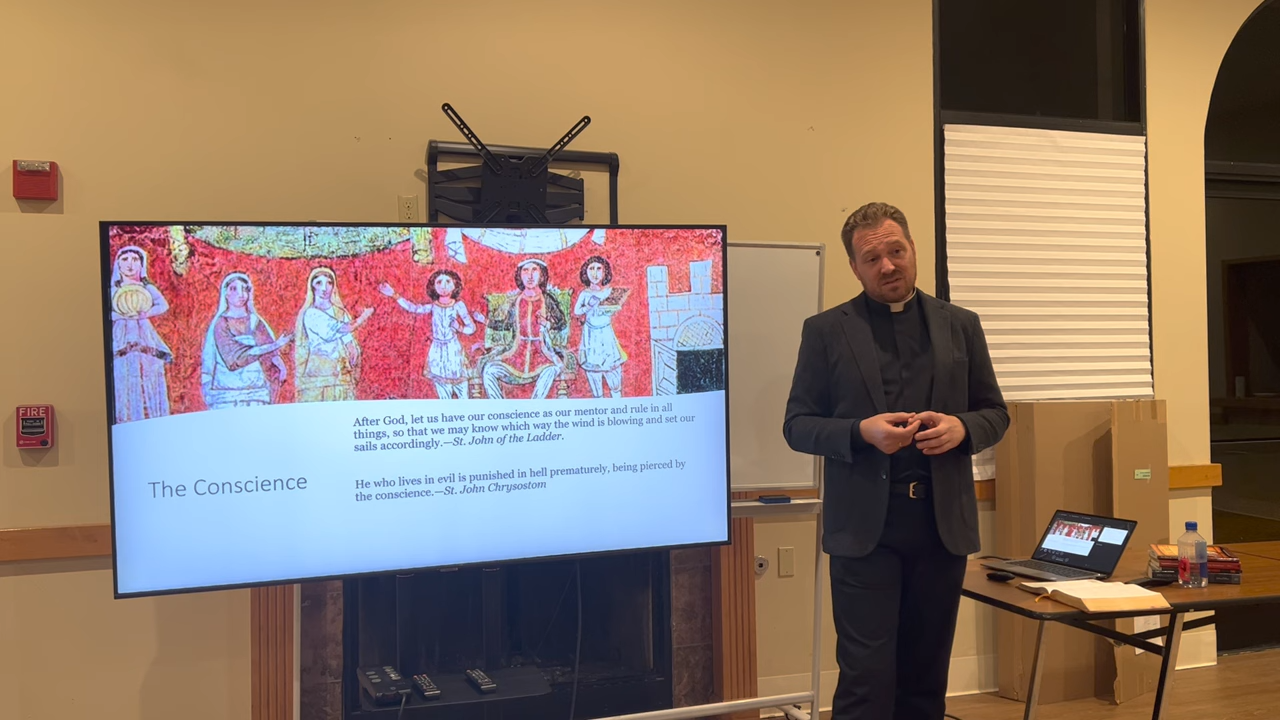 FIRE
After God, let us have our conscience as our mentor and rule in all
things, so that we may know which way the wind is blowing and set our
sails accordingly.—St. John of the Ladder.
The Conscience
He who lives in evil is punished in hell prematurely, being pierced by
the conscience.—St. John Chrysostom